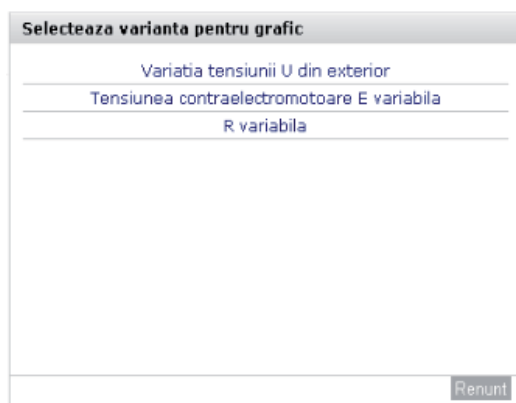 Selecteaza varianta pentru grafic
Variatia tensiunii U din exterior
Tensiunea contraelectromotoare E variabila
R variabila
Renunt